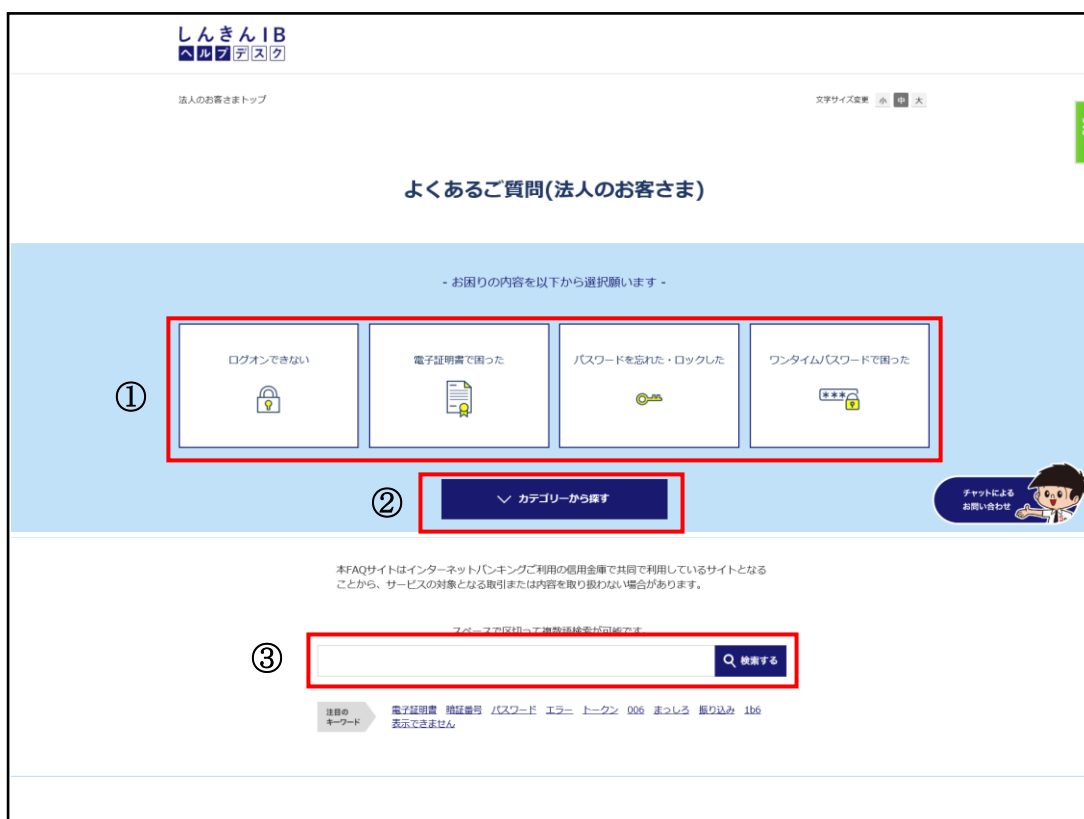 しんきんIB
ヘルプデスク
法人のお客さまトップ
文字サイズ変更 小 中 大
よくあるご質問(法人のお客さま)
- お困りの内容を以下から選択願います -
ログオンできない 電子証明書で困った パスワードを忘れた・ロックした ワンタイムパスワードで困った
①
***
② カテゴリーから探す
チャットによる
お問い合わせ
本FAQサイトはインターネットバンキングご利用の信用金庫で共同で利用しているサイトとなる
ことから、サービスの対象となる取引または内容を取り扱わない場合があります。
スペースで区切って複数語検索が可能です。
③ 検索する
注目の
キーワード
電子証明書 暗証番号 パスワード エラー トークン 006 まっしろ 振り込み 1b6
表示できません